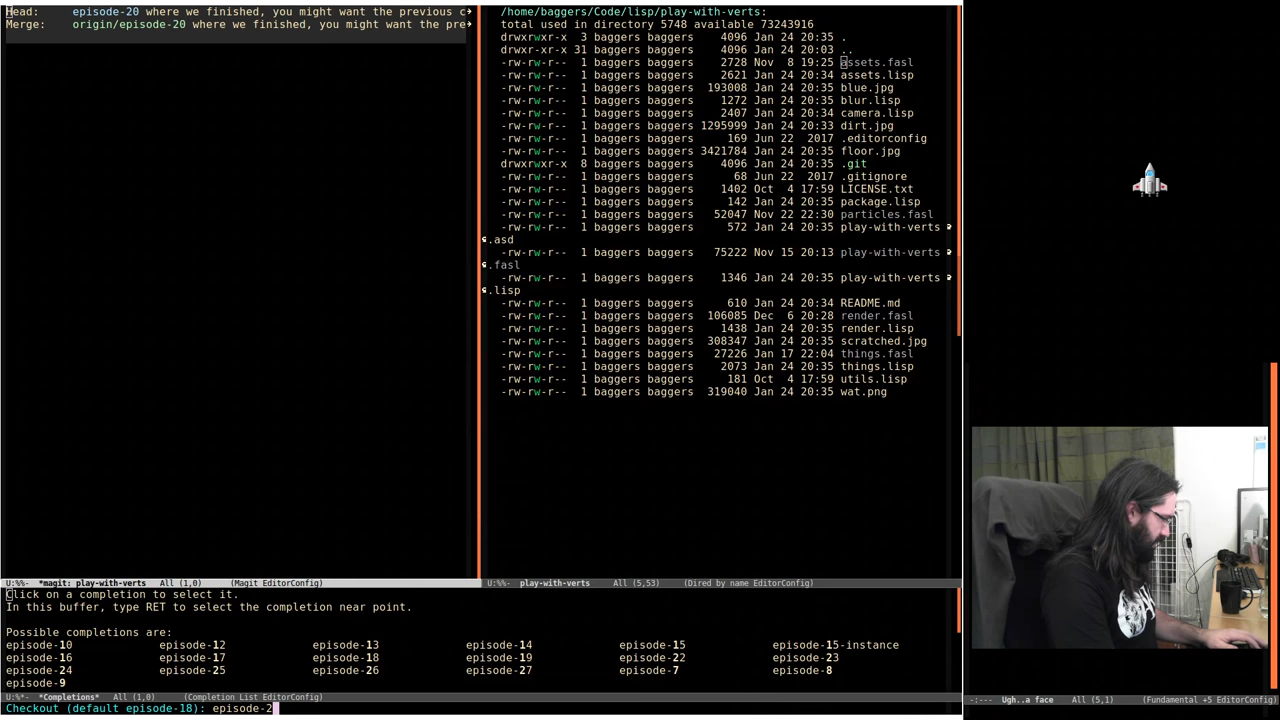 Head:     episode-20 where we finished, you might want the previous c
Merge:    origin/episode-20 where we finished, you might want the pre
/home/baggers/Code/lisp/play-with-verts:
total used in directory 5748 available 73243916
drwxrwxr-x  3 baggers baggers    4096 Jan 24 20:35 .
drwxr-xr-x 31 baggers baggers    4096 Jan 24 20:03 ..
-rw-rw-r--  1 baggers baggers    2728 Nov  8 19:25 assets.fasl
-rw-rw-r--  1 baggers baggers    2621 Jan 24 20:34 assets.lisp
-rw-rw-r--  1 baggers baggers  193008 Jan 24 20:35 blue.jpg
-rw-rw-r--  1 baggers baggers    1272 Jan 24 20:35 blur.lisp
-rw-rw-r--  1 baggers baggers    2407 Jan 24 20:34 camera.lisp
-rw-rw-r--  1 baggers baggers 1295999 Jan 24 20:33 dirt.jpg
-rw-rw-r--  1 baggers baggers     169 Jun 22  2017 .editorconfig
-rw-rw-r--  1 baggers baggers 3421784 Jan 24 20:35 floor.jpg
drwxrwxr-x  8 baggers baggers    4096 Jan 24 20:35 .git
-rw-rw-r--  1 baggers baggers      68 Jun 22  2017 .gitignore
-rw-rw-r--  1 baggers baggers    1402 Oct  4 17:59 LICENSE.txt
-rw-rw-r--  1 baggers baggers     142 Jan 24 20:35 package.lisp
-rw-rw-r--  1 baggers baggers   52047 Nov 22 22:30 particles.fasl
-rw-rw-r--  1 baggers baggers     572 Jan 24 20:35 play-with-verts
.asd
-rw-rw-r--  1 baggers baggers   75222 Nov 15 20:13 play-with-verts
.fasl
-rw-rw-r--  1 baggers baggers    1346 Jan 24 20:35 play-with-verts
.lisp
-rw-rw-r--  1 baggers baggers     610 Jan 24 20:34 README.md
-rw-rw-r--  1 baggers baggers  106085 Dec  6 20:28 render.fasl
-rw-rw-r--  1 baggers baggers    1438 Jan 24 20:35 render.lisp
-rw-rw-r--  1 baggers baggers  308347 Jan 24 20:35 scratched.jpg
-rw-rw-r--  1 baggers baggers   27226 Jan 17 22:04 things.fasl
-rw-rw-r--  1 baggers baggers    2073 Jan 24 20:35 things.lisp
-rw-rw-r--  1 baggers baggers     181 Oct  4 17:59 utils.lisp
-rw-rw-r--  1 baggers baggers  319040 Jan 24 20:35 wat.png
U:%%-  *magit: play-with-verts   All (1,0)     (Magit EditorConfig)
U:%%-  play-with-verts    All (5,53)    (Dired by name EditorConfig)
Click on a completion to select it.
In this buffer, type RET to select the completion near point.
Possible completions are:
episode-10 episode-12 episode-13 episode-14 episode-15 episode-15-instance
episode-16 episode-17 episode-18 episode-19 episode-22 episode-23
episode-24 episode-25 episode-26 episode-27 episode-7 episode-8
episode-9
U:%*-  *Completions*   All (1,0)     (Completion List EditorConfig)
-:---  Ugh..a face    All (5,1)      (Fundamental +5 EditorConfig)
Checkout (default episode-18): episode-2